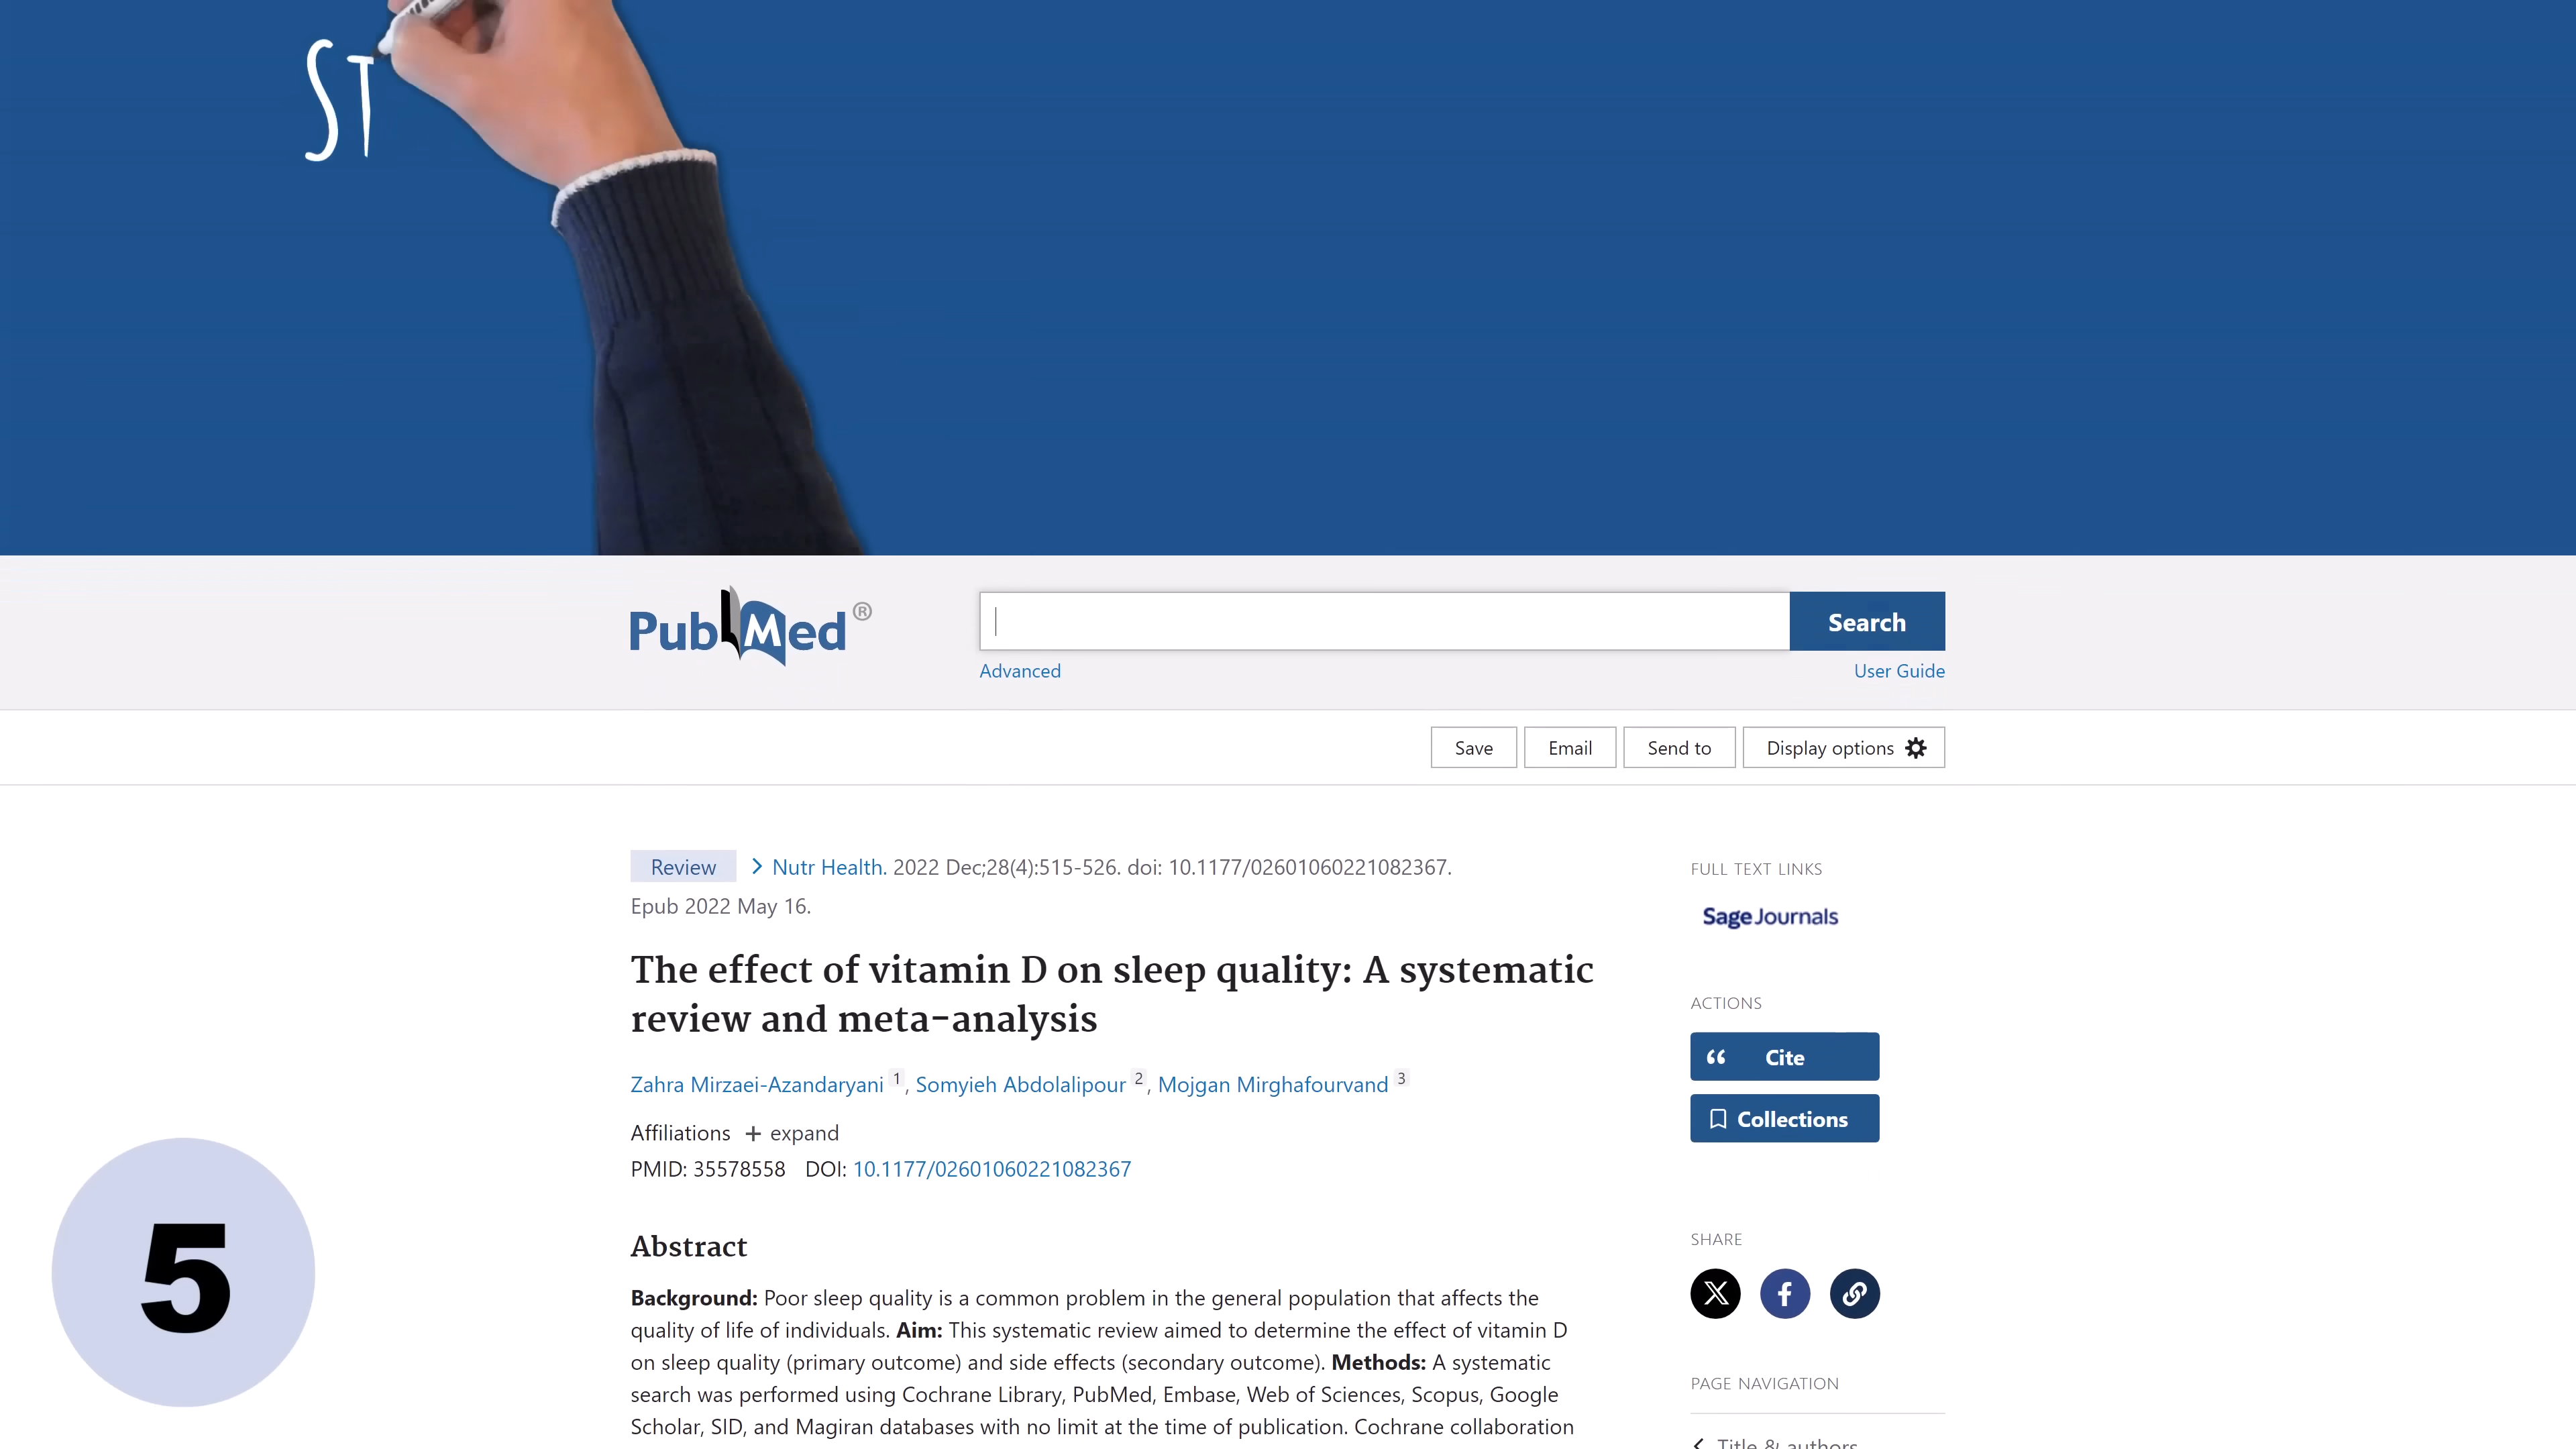 ST
PubMed®
Search
Advanced
User Guide
Save
Email
Send to
Display options
Review
Nutr Health. 2022 Dec;28(4):515-526. doi: 10.1177/02601060221082367.
Epub 2022 May 16.
The effect of vitamin D on sleep quality: A systematic
review and meta-analysis
Zahra Mirzaei-Azandaryani 1, Somyieh Abdolalipour 2, Mojgan Mirghafourvand 3
Affiliations + expand
PMID: 35578558 DOI: 10.1177/02601060221082367
Abstract
Background: Poor sleep quality is a common problem in the general population that affects the
quality of life of individuals. Aim: This systematic review aimed to determine the effect of vitamin D
on sleep quality (primary outcome) and side effects (secondary outcome). Methods: A systematic
search was performed using Cochrane Library, PubMed, Embase, Web of Sciences, Scopus, Google
Scholar, SID, and Magiran databases with no limit at the time of publication. Cochrane collaboration
FULL TEXT LINKS
Sage Journals
ACTIONS
Cite
Collections
SHARE
PAGE NAVIGATION
Title & authors
5